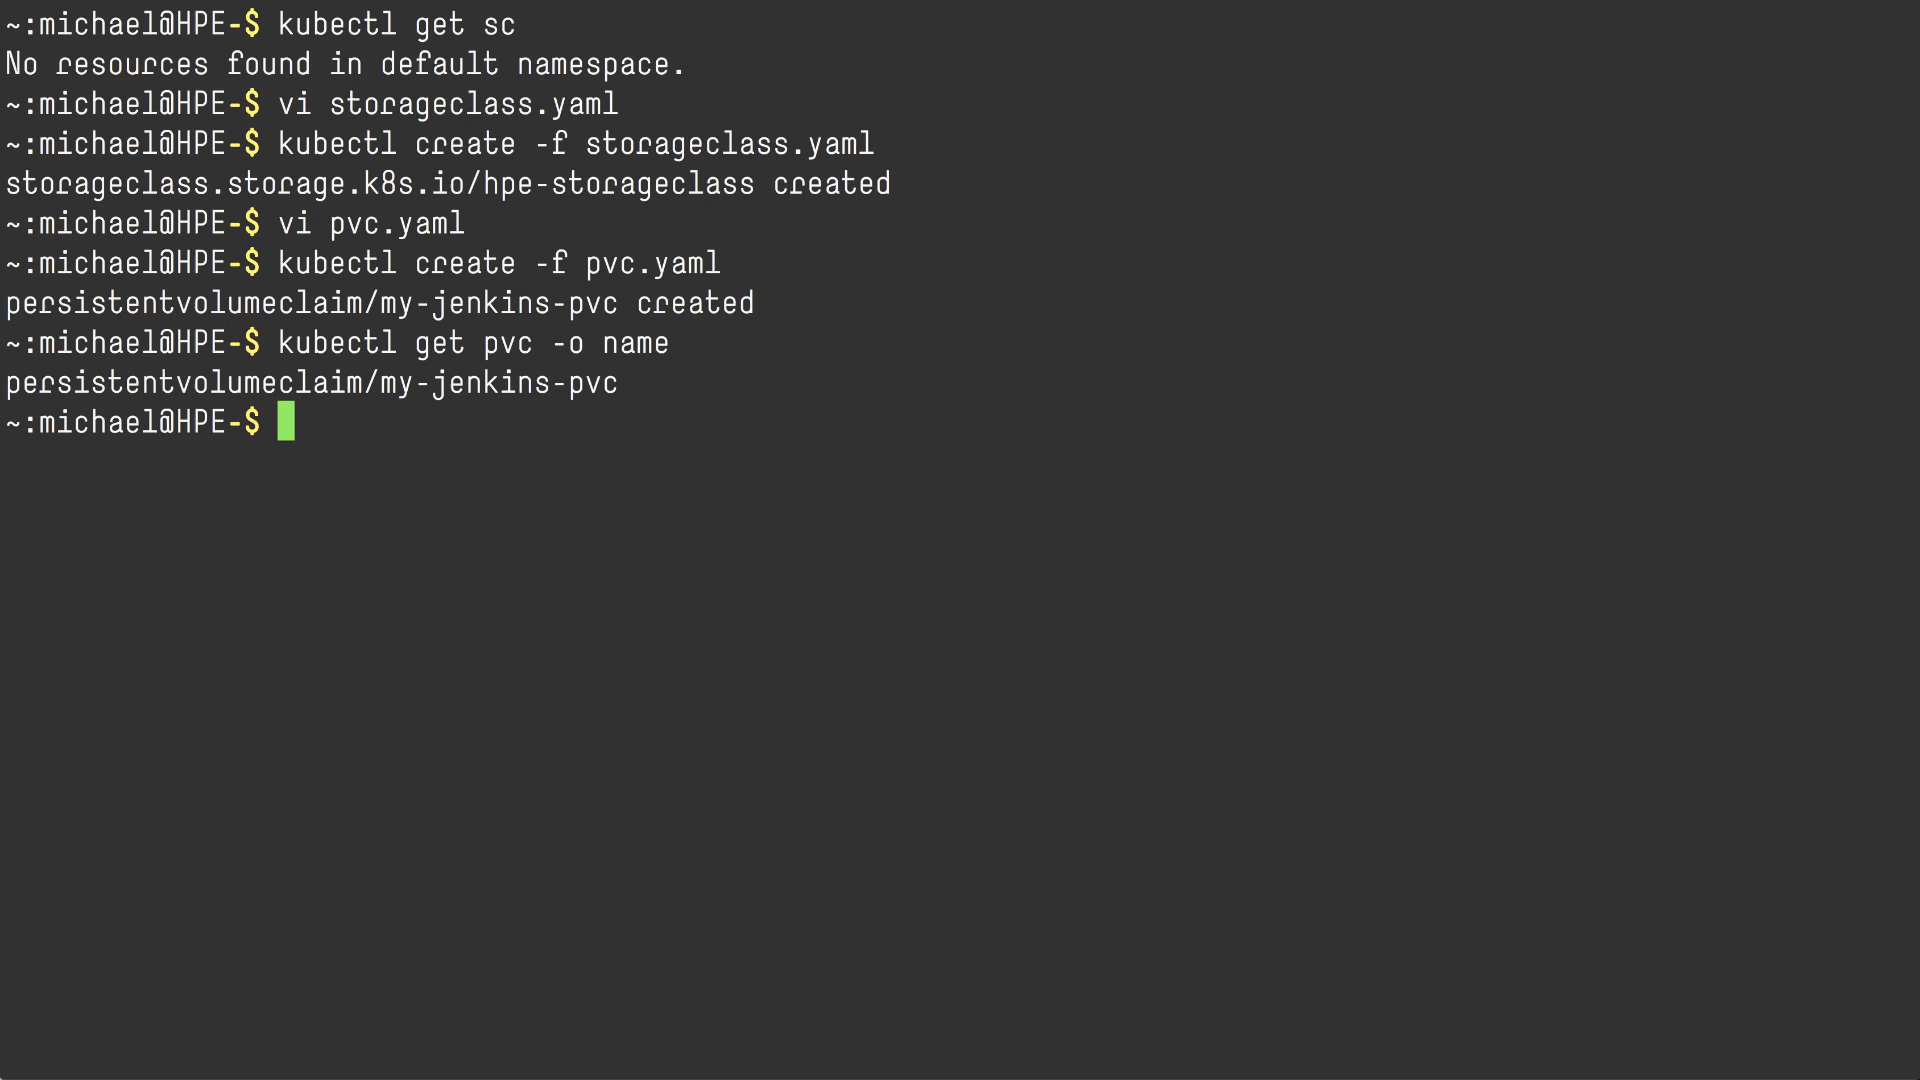 ~:michael@HPE-$ kubectl get sc
No resources found in default namespace.
~:michael@HPE-$ vi storageclass.yaml
~:michael@HPE-$ kubectl create -f storageclass.yaml
storageclass.storage.k8s.io/hpe-storageclass created
~:michael@HPE-$ vi pvc.yaml
~:michael@HPE-$ kubectl create -f pvc.yaml
persistentvolumeclaim/my-jenkins-pvc created
~:michael@HPE-$ kubectl get pvc -o name
persistentvolumeclaim/my-jenkins-pvc
~:michael@HPE-$